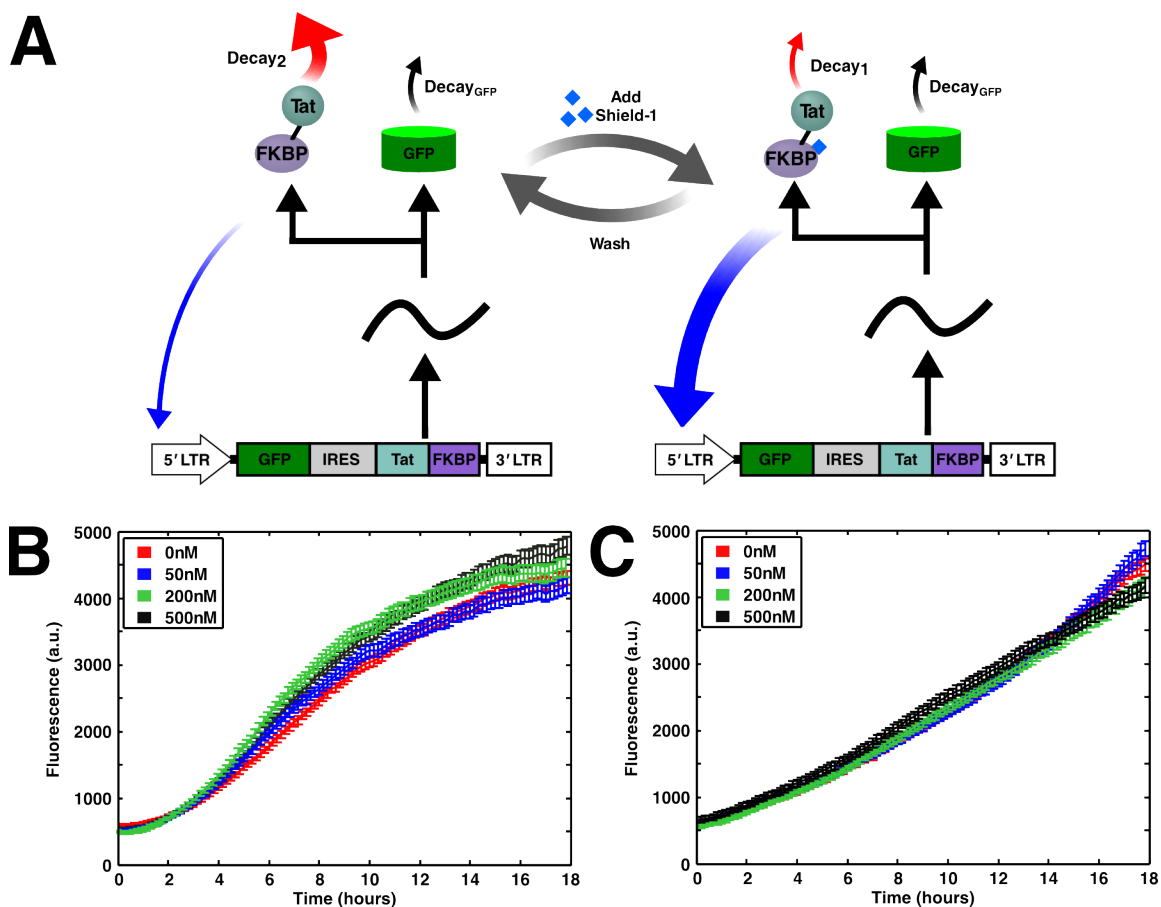 A
Decay2
Tat
FKBP
DecayGFP
GFP
Add
Shield-1
Wash
Decay1
Tat
FKBP
DecayGFP
GFP
5′ LTR
GFP
IRES
Tat
FKBP
3′ LTR
5′ LTR
GFP
IRES
Tat
FKBP
3′ LTR
B
5000
4000
3000
2000
1000
0
Fluorescence (a.u.)
0nM
50nM
200nM
500nM
0 2 4 6 8 10 12 14 16 18
Time (hours)
C
5000
4000
3000
2000
1000
0
Fluorescence (a.u.)
0nM
50nM
200nM
500nM
0 2 4 6 8 10 12 14 16 18
Time (hours)